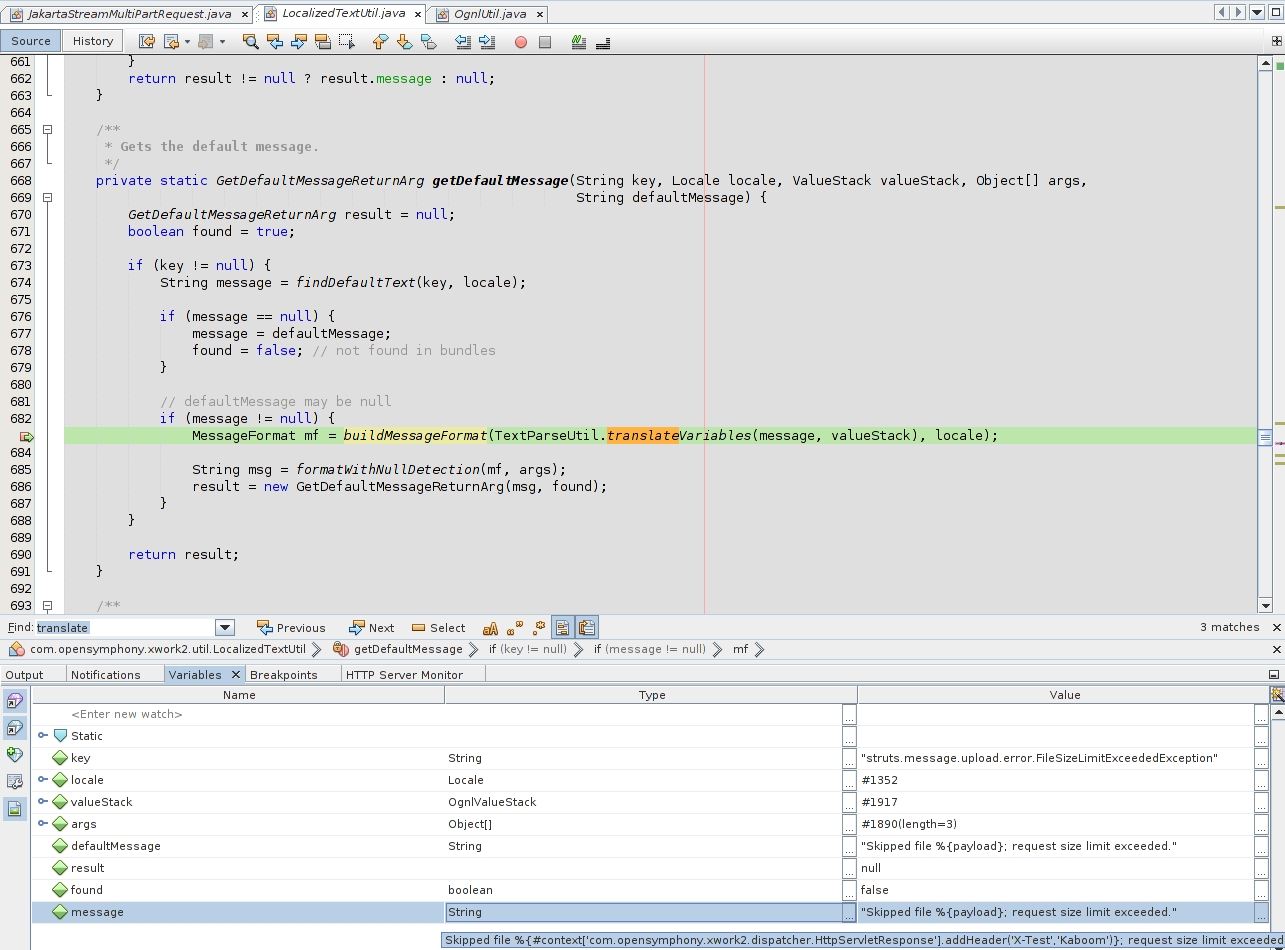 JakartaStreamMultiPartRequest.java × LocalizedTextUtil.java × OgnlUtil.java ×
Source History
661 }
662 return result != null ? result.message : null;
663 }
664
665 /**
666 * Gets the default message.
667 */
668 private static GetDefaultMessageReturnArg getDefaultMessage(String key, Locale locale, ValueStack valueStack, Object[] args,
669 String defaultMessage) {
670 GetDefaultMessageReturnArg result = null;
671 boolean found = true;
672
673 if (key != null) {
674 String message = findDefaultText(key, locale);
675
676 if (message == null) {
677 message = defaultMessage;
678 found = false; // not found in bundles
679 }
680
681 // defaultMessage may be null
682 if (message != null) {
MessageFormat mf = buildMessageFormat(TextParseUtil.translateVariables(message, valueStack), locale);
684
685 String msg = formatWithNullDetection(mf, args);
686 result = new GetDefaultMessageReturnArg(msg, found);
687 }
688 }
689
690 return result;
691 }
692
693 /**
Find: translate Previous Next Select aA 3 matches ×
com.opensymphony.xwork2.util.LocalizedTextUtil getDefaultMessage if (key != null) if (message != null) mf ×
Output Notifications Variables × Breakpoints HTTP Server Monitor
Name Type Value
<Enter new watch> ... ...
Static ... ...
key String ... "struts.message.upload.error.FileSizeLimitExceededException" ...
locale Locale ... #1352 ...
valueStack OgnlValueStack ... #1917 ...
args Object[] ... #1890(length=3) ...
defaultMessage String ... "Skipped file %{payload}; request size limit exceeded." ...
result ... null ...
found boolean ... false ...
message String ... "Skipped file %{payload}; request size limit exceeded." ...
Skipped file %{#context['com.opensymphony.xwork2.dispatcher.HttpServletResponse'].addHeader('X-Test','Kaboom')}; request size limit exceeded